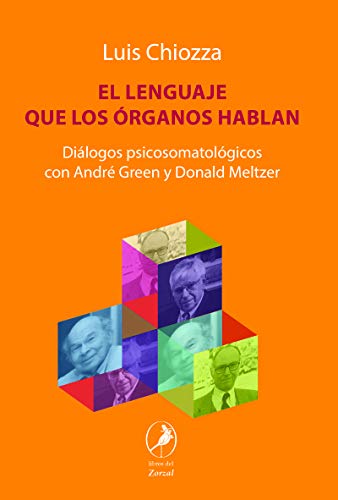 Luis Chiozza
EL LENGUAJE
QUE LOS ÓRGANOS HABLAN
Diálogos psicosomatológicos
con André Green y Donald Meltzer
libros del
Zorzal